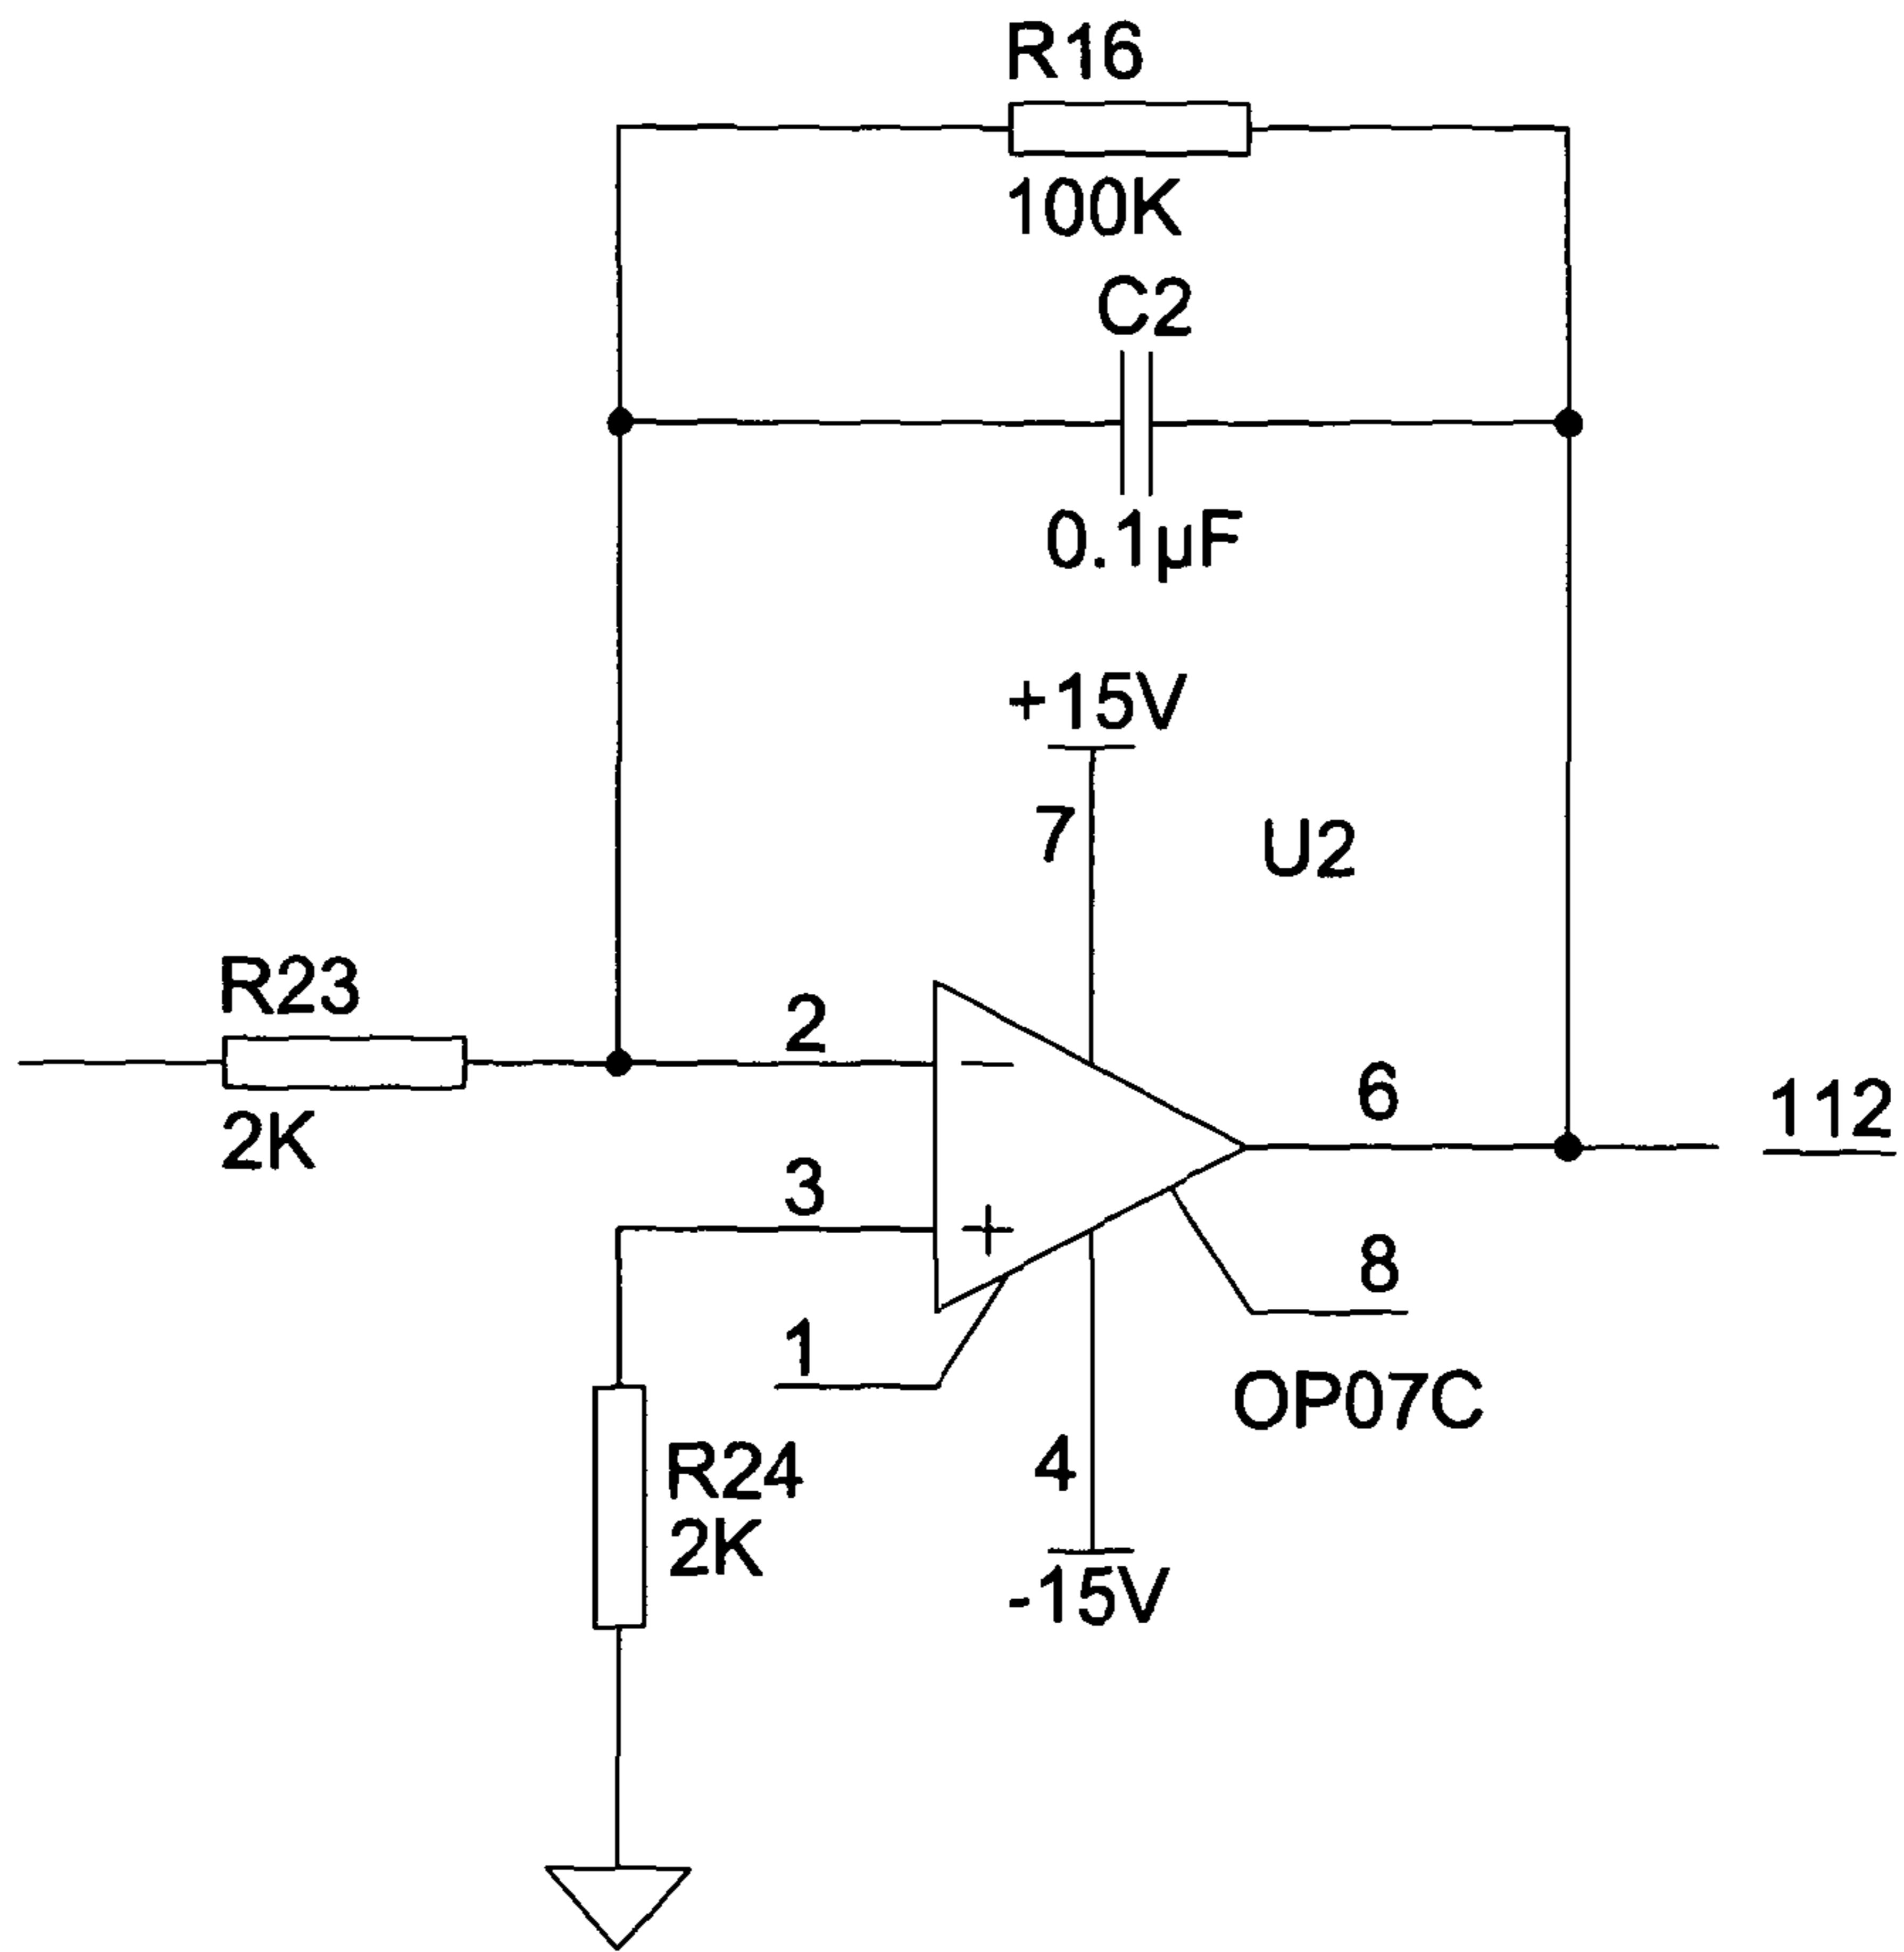 R16
100K
C2
0.1µF
+15V
7
U2
R23
2K
2
−
6
112
3
+
8
1
OP07C
R24
2K
4
-15V